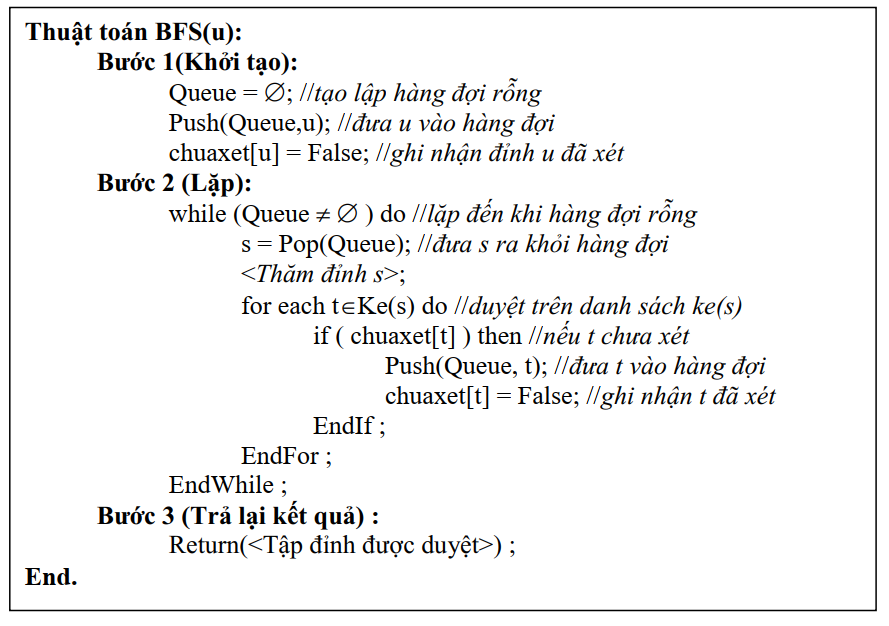 Thuật toán BFS(u):
Bước 1(Khởi tạo):
Queue = ∅; //tạo lập hàng đợi rỗng
Push(Queue,u); //đưa u vào hàng đợi
chuaxet[u] = False; //ghi nhận đỉnh u đã xét
Bước 2 (Lặp):
while (Queue ≠ ∅ ) do //lặp đến khi hàng đợi rỗng
s = Pop(Queue); //đưa s ra khỏi hàng đợi
<Thăm đỉnh s>;
for each t∈Ke(s) do //duyệt trên danh sách ke(s)
if ( chuaxet[t] ) then //nếu t chưa xét
Push(Queue, t); //đưa t vào hàng đợi
chuaxet[t] = False; //ghi nhận t đã xét
EndIf ;
EndFor ;
EndWhile ;
Bước 3 (Trả lại kết quả) :
Return(<Tập đỉnh được duyệt>) ;
End.